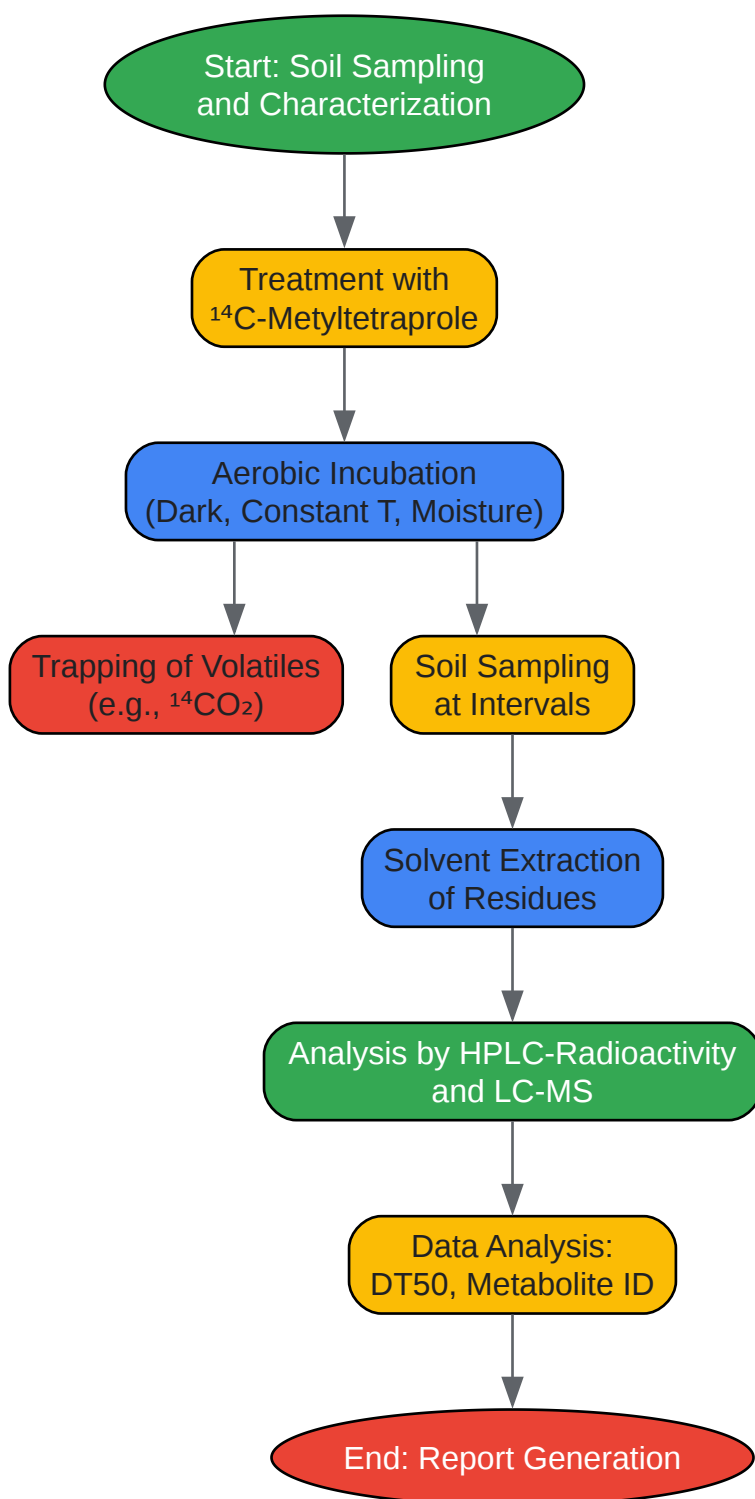 Start: Soil Sampling
and Characterization
Treatment with
¹⁴C-Metyltetraprole
Aerobic Incubation
(Dark, Constant T, Moisture)
Trapping of Volatiles
(e.g., ¹⁴CO₂)
Soil Sampling
at Intervals
Solvent Extraction
of Residues
Analysis by HPLC-Radioactivity
and LC-MS
Data Analysis:
DT50, Metabolite ID
End: Report Generation